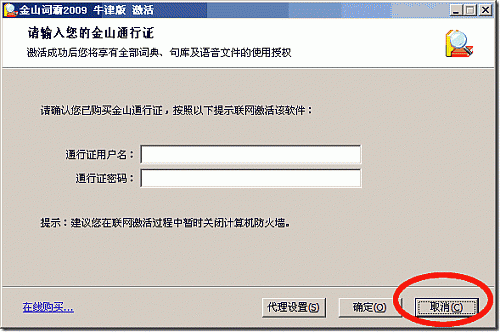 金山词霸2009 牛津版 激活
请输入您的金山通行证
激活成功后您将享有全部词典、句库及语音文件的使用授权
请确认您已购买金山通行证，按照以下提示联网激活该软件：
通行证用户名：
通行证密码：
提示：建议您在联网激活过程中暂时关闭计算机防火墙。
在线购买...
代理设置(S)
确定(O)
取消(C)